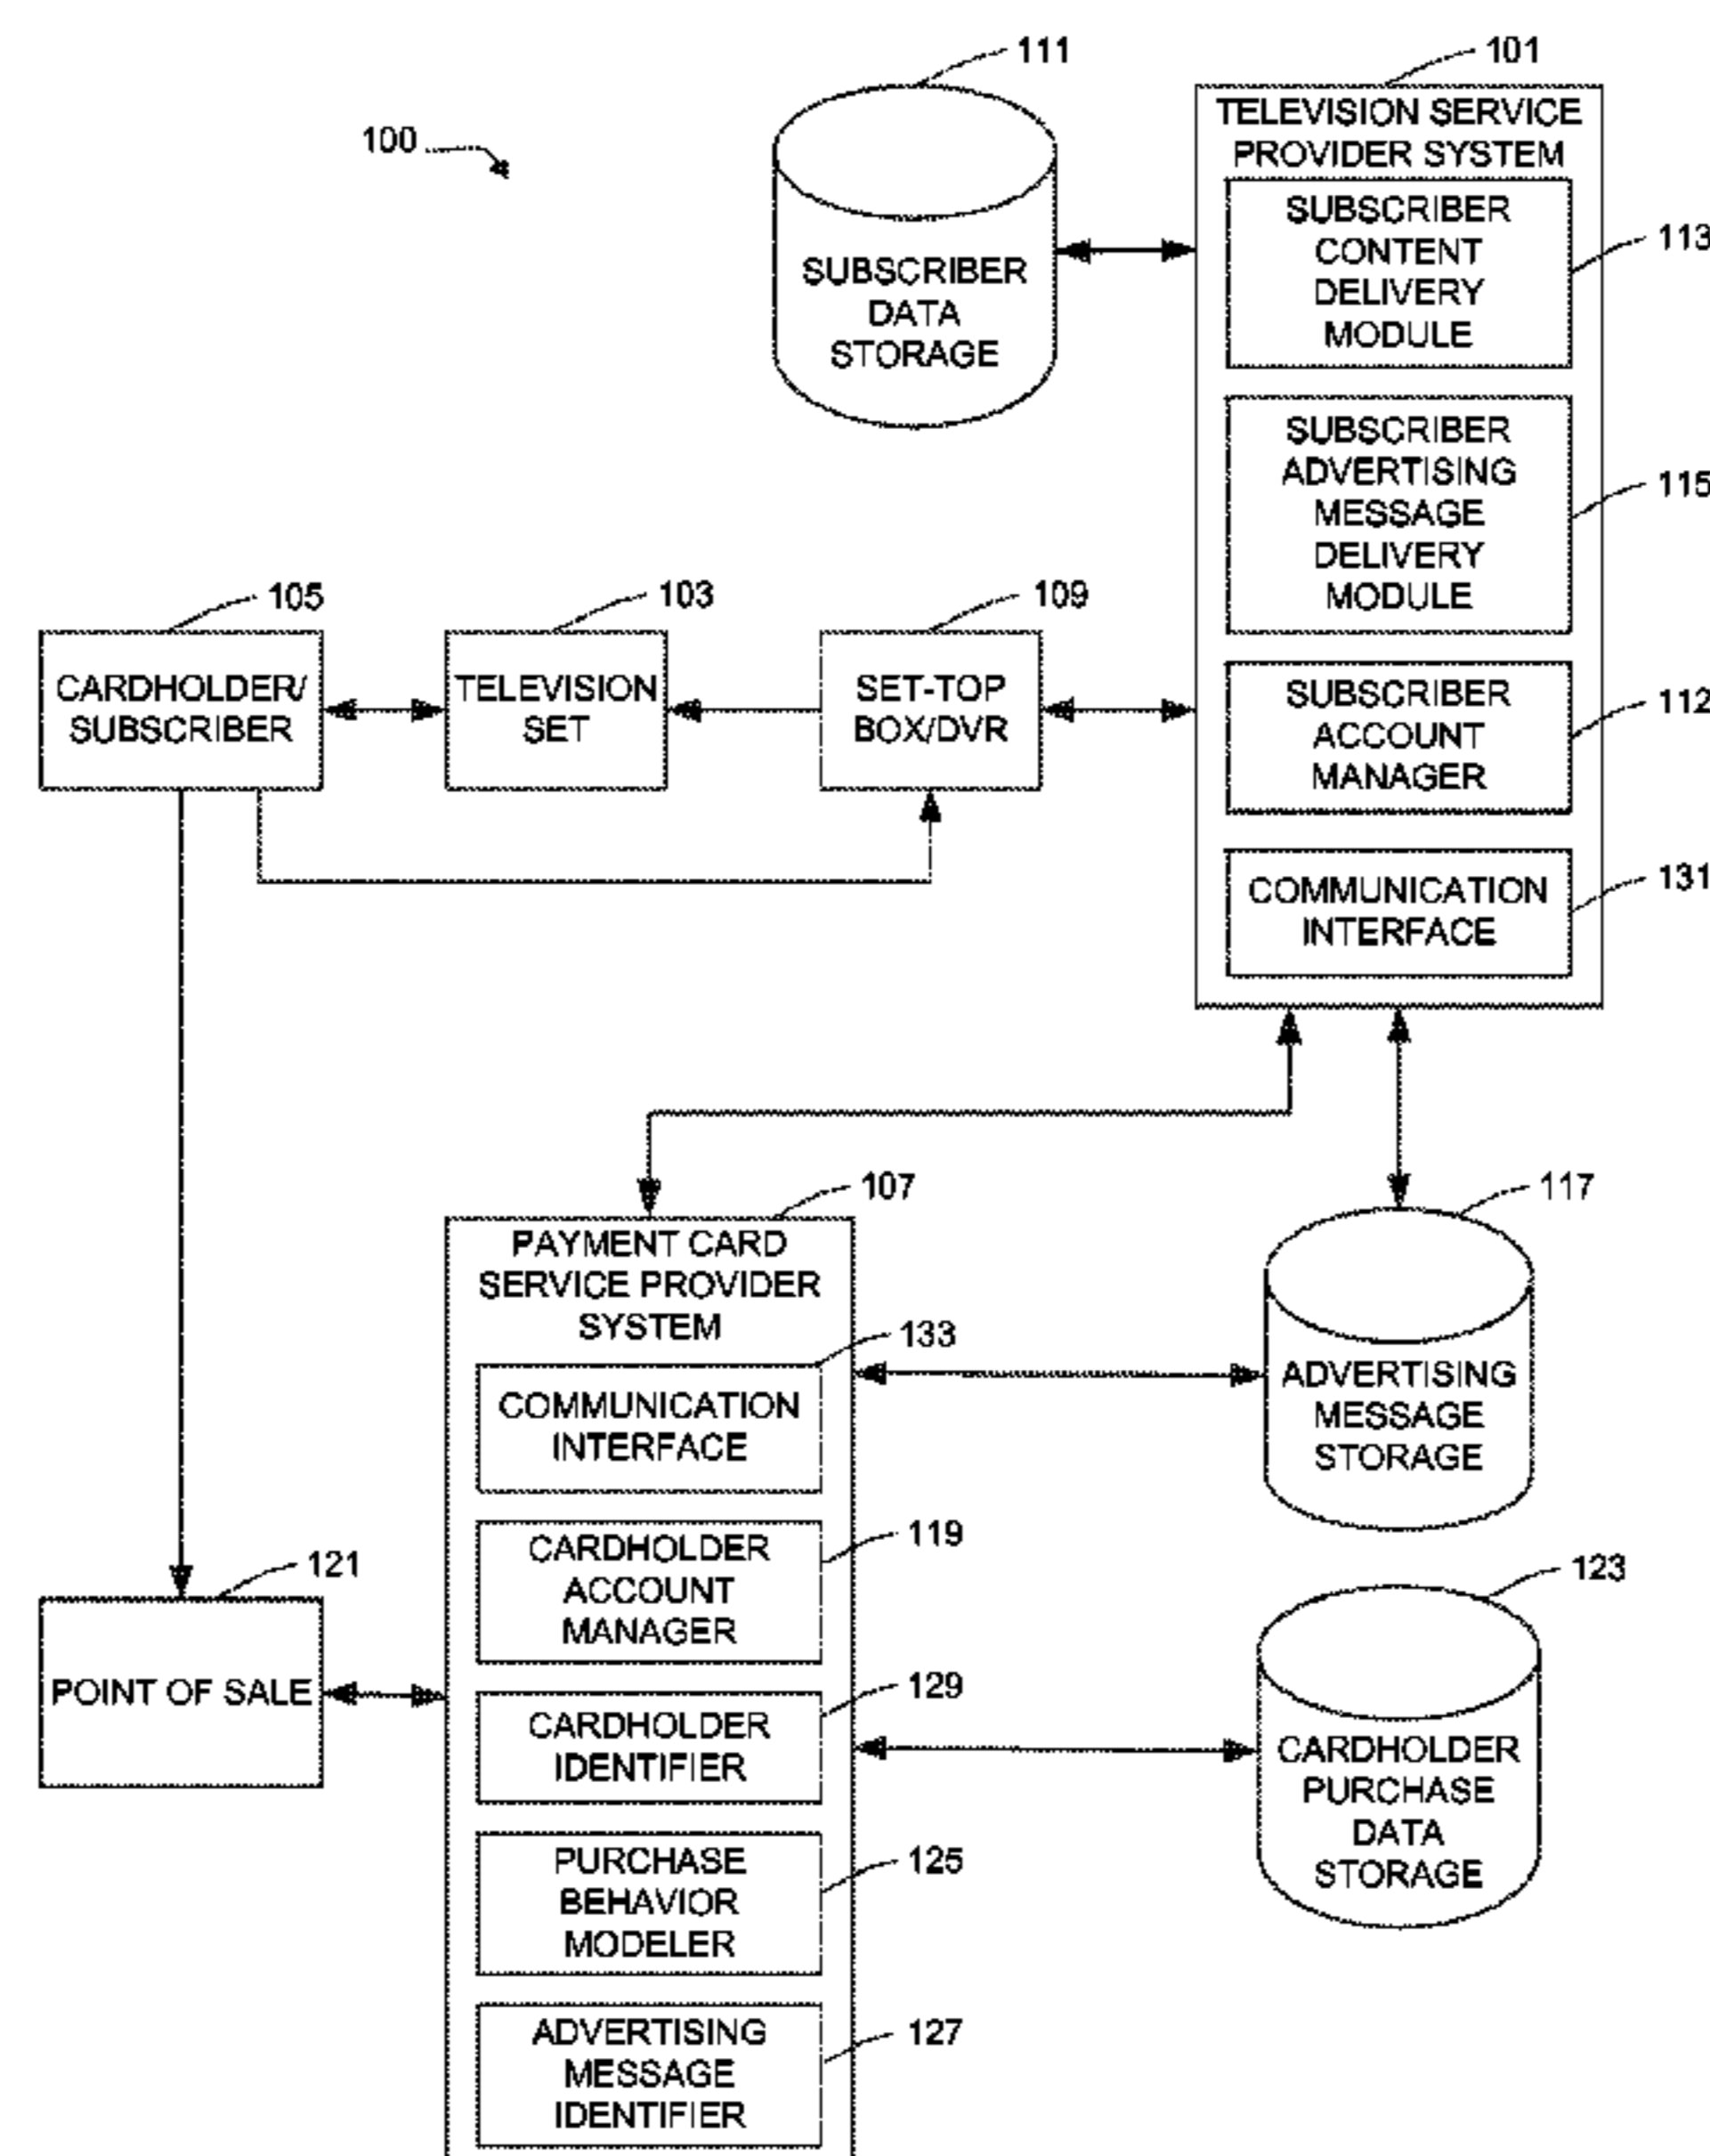 100
111
SUBSCRIBER
DATA
STORAGE
101
TELEVISION SERVICE
PROVIDER SYSTEM
SUBSCRIBER
CONTENT
DELIVERY
MODULE
113
SUBSCRIBER
ADVERTISING
MESSAGE
DELIVERY
MODULE
115
SUBSCRIBER
ACCOUNT
MANAGER
112
COMMUNICATION
INTERFACE
131
105
CARDHOLDER/
SUBSCRIBER
103
TELEVISION
SET
109
SET-TOP
BOX/DVR
107
PAYMENT CARD
SERVICE PROVIDER
SYSTEM
133
COMMUNICATION
INTERFACE
CARDHOLDER
ACCOUNT
MANAGER
119
CARDHOLDER
IDENTIFIER
129
PURCHASE
BEHAVIOR
MODELER
125
ADVERTISING
MESSAGE
IDENTIFIER
127
117
ADVERTISING
MESSAGE
STORAGE
121
POINT OF SALE
123
CARDHOLDER
PURCHASE
DATA
STORAGE